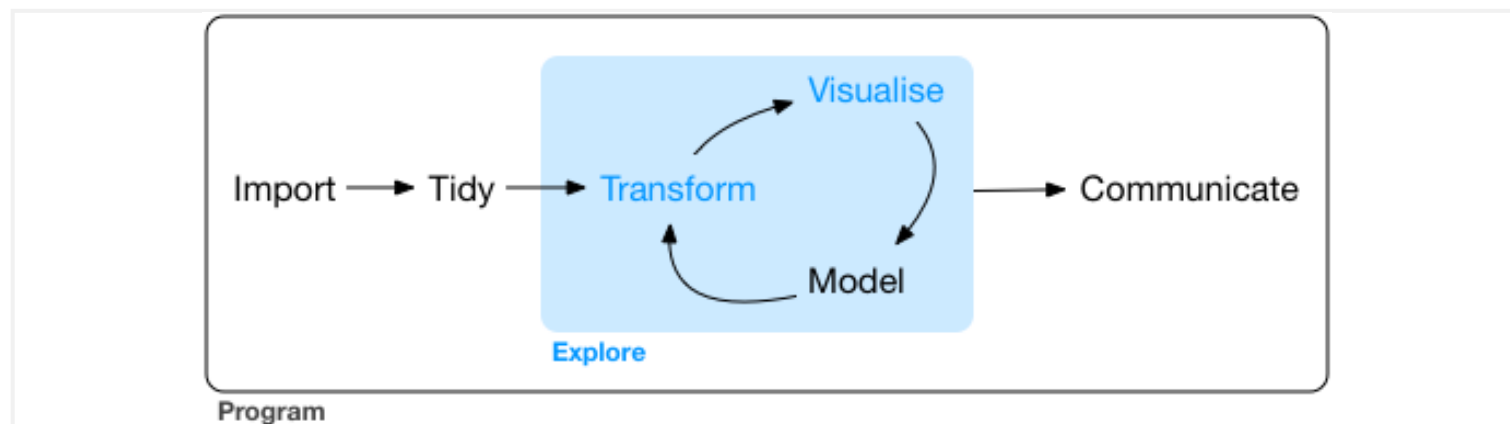 Visualise
Import Tidy Transform Communicate
Model
Explore
Program